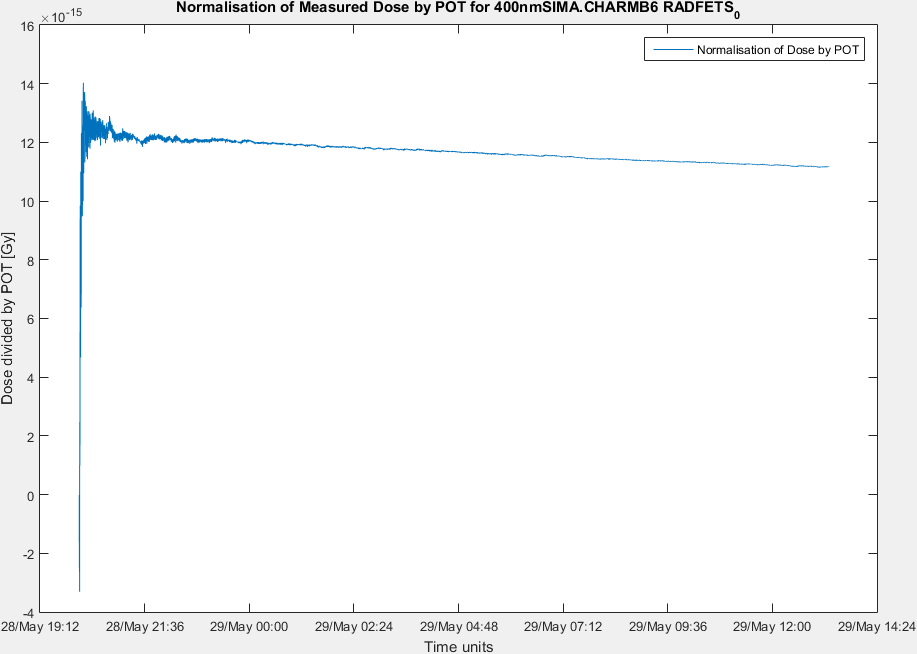 Normalisation of Measured Dose by POT for 400nmSIMA.CHARMB6 RADFETS0
×10-15
Normalisation of Dose by POT
16
14
12
10
8
6
4
2
0
-2
-4
Dose divided by POT [Gy]
28/May 19:12 28/May 21:36 29/May 00:00 29/May 02:24 29/May 04:48 29/May 07:12 29/May 09:36 29/May 12:00 29/May 14:24
Time units